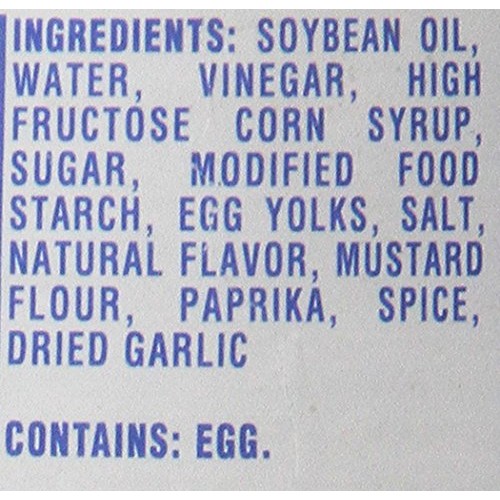 INGREDIENTS: SOYBEAN OIL,
WATER, VINEGAR, HIGH
FRUCTOSE CORN SYRUP,
SUGAR, MODIFIED FOOD
STARCH, EGG YOLKS, SALT,
NATURAL FLAVOR, MUSTARD
FLOUR, PAPRIKA, SPICE,
DRIED GARLIC
CONTAINS: EGG.